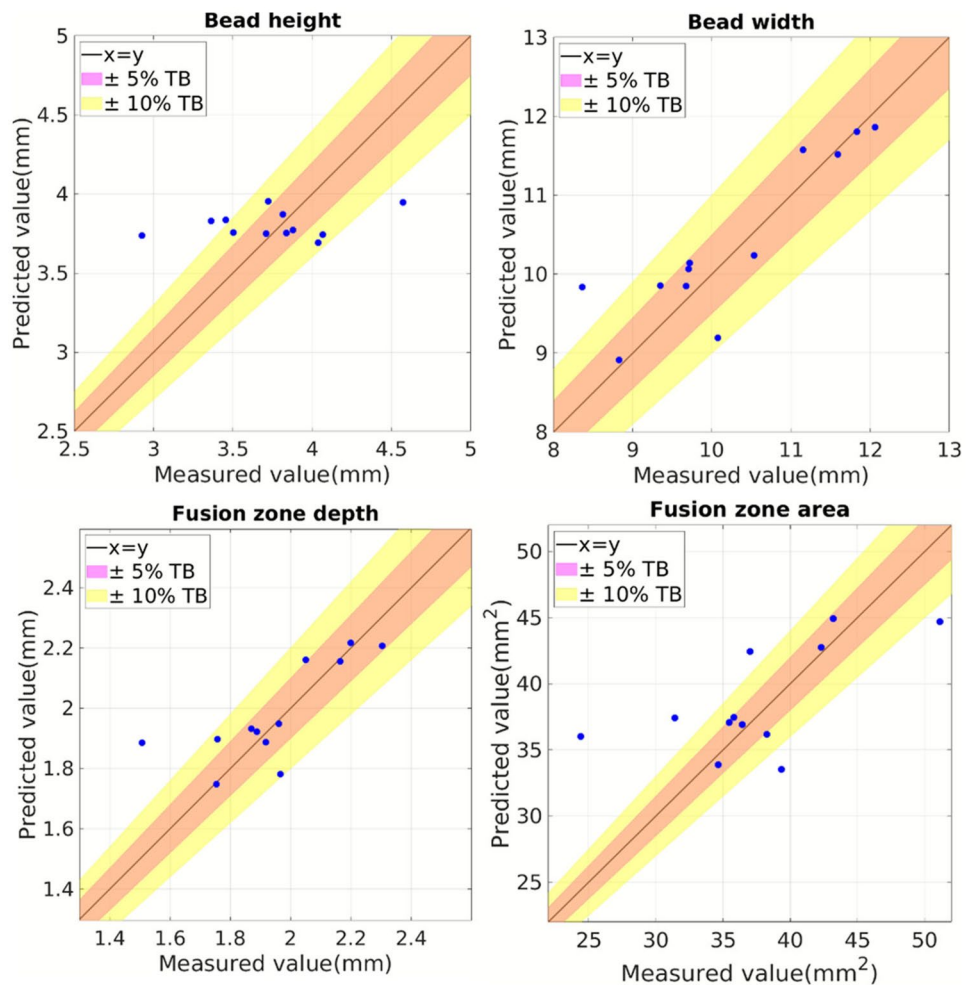 Bead height
x=y
± 5% TB
± 10% TB
5
4.5
4
3.5
3
2.5
2.5
3
3.5
4
4.5
5
Predicted value(mm)
Measured value(mm)
Bead width
x=y
± 5% TB
± 10% TB
13
12
11
10
9
8
8
9
10
11
12
13
Predicted value(mm)
Measured value(mm)
Fusion zone depth
x=y
± 5% TB
± 10% TB
2.4
2.2
2
1.8
1.6
1.4
1.4
1.6
1.8
2
2.2
2.4
Predicted value(mm)
Measured value(mm)
Fusion zone area
x=y
± 5% TB
± 10% TB
50
45
40
35
30
25
25
30
35
40
45
50
Predicted value(mm²)
Measured value(mm²)